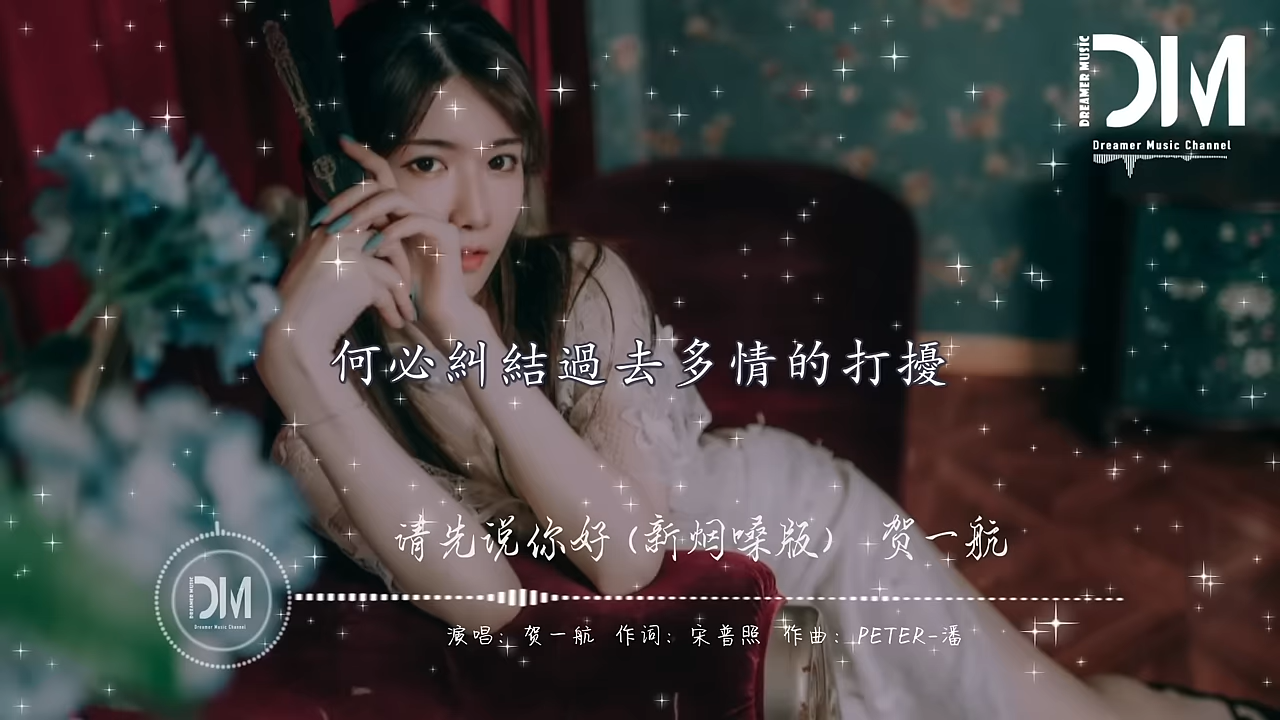 DREAMER MUSIC
DM
Dreamer Music Channel
何必糾結過去多情的打擾
请先说你好(新烟嗓版) 贺一航
DREAMER MUSIC
DM
Dreamer Music Channel
演唱：贺一航 作词：宋普照 作曲：PETER-潘